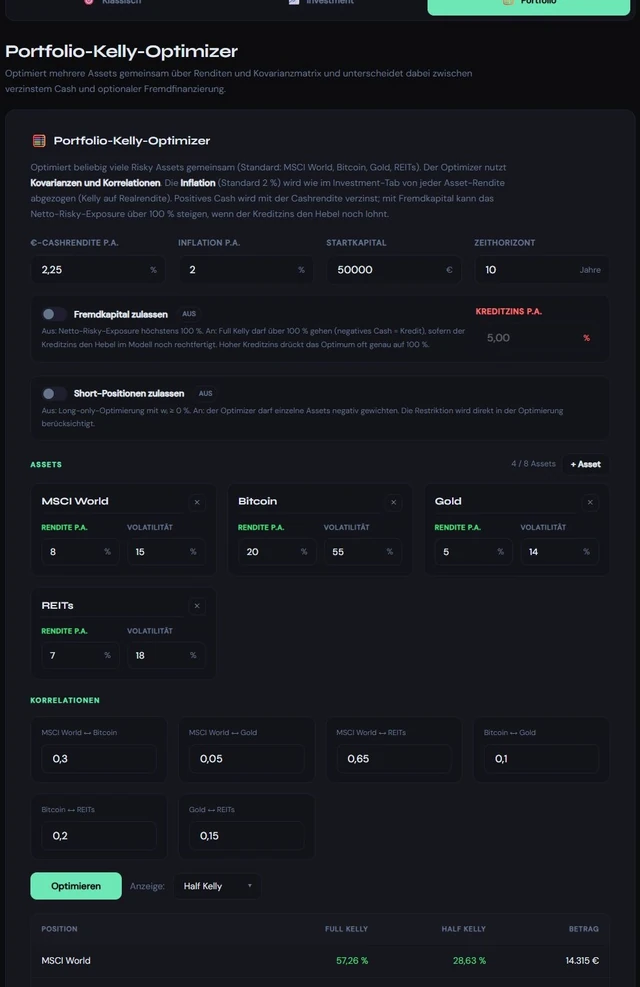 Klassisch Investment Portfolio
Portfolio-Kelly-Optimizer
Optimiert mehrere Assets gemeinsam über Renditen und Kovarianzmatrix und unterscheidet dabei zwischen
verzinstem Cash und optionaler Fremdfinanzierung.
Portfolio-Kelly-Optimizer
Optimiert beliebig viele Risky Assets gemeinsam (Standard: MSCI World, Bitcoin, Gold, REITs). Der Optimizer nutzt
Kovarianzen und Korrelationen. Die Inflation (Standard 2 %) wird wie im Investment-Tab von jeder Asset-Rendite
abgezogen (Kelly auf Realrendite). Positives Cash wird mit der Cashrendite verzinst; mit Fremdkapital kann das
Netto-Risky-Exposure über 100 % steigen, wenn der Kreditzins den Hebel noch lohnt.
€-CASHRENDITE P.A. INFLATION P.A. STARTKAPITAL ZEITHORIZONT
2,25 % 2 % 50000 € 10 Jahre
Fremdkapital zulassen AUS
Aus: Netto-Risky-Exposure höchstens 100 %. An: Full Kelly darf über 100 % gehen (negatives Cash = Kredit), sofern der
Kreditzins den Hebel im Modell noch rechtfertigt. Hoher Kreditzins drückt das Optimum oft genau auf 100 %.
KREDITZINS P.A.
5,00 %
Short-Positionen zulassen AUS
Aus: Long-only-Optimierung mit wᵢ ≥ 0 %. An: der Optimizer darf einzelne Assets negativ gewichten. Die Restriktion wird direkt in der Optimierung
berücksichtigt.
ASSETS 4 / 8 Assets + Asset
MSCI World × Bitcoin × Gold ×
RENDITE P.A. VOLATILITÄT RENDITE P.A. VOLATILITÄT RENDITE P.A. VOLATILITÄT
8 % 15 % 20 % 55 % 5 % 14 %
REITs ×
RENDITE P.A. VOLATILITÄT
7 % 18 %
KORRELATIONEN
MSCI World ↔ Bitcoin MSCI World ↔ Gold MSCI World ↔ REITs Bitcoin ↔ Gold
0,3 0,05 0,65 0,1
Bitcoin ↔ REITs Gold ↔ REITs
0,2 0,15
Optimieren Anzeige: Half Kelly
POSITION FULL KELLY HALF KELLY BETRAG
MSCI World 57,26 % 28,63 % 14.315 €